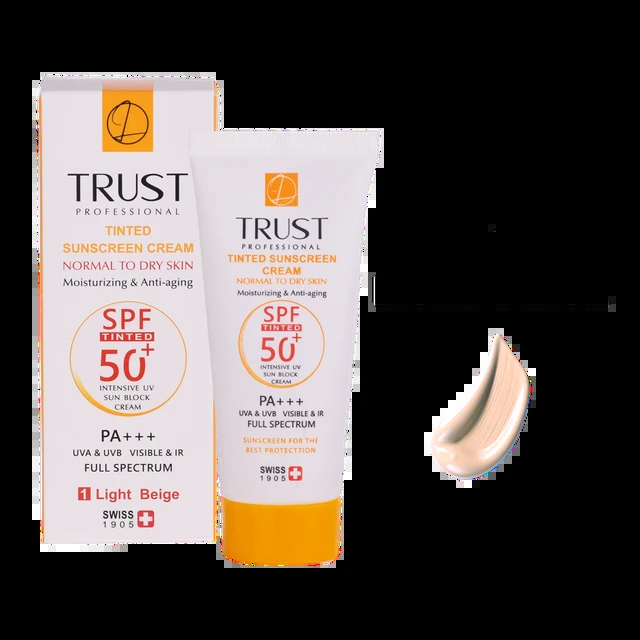 TRUST
PROFESSIONAL
TINTED
SUNSCREEN CREAM
NORMAL TO DRY SKIN
Moisturizing & Anti-aging
SPF
TINTED
50+
INTENSIVE UV
SUN BLOCK
CREAM
PA+++
UVA & UVB VISIBLE & IR
FULL SPECTRUM
1 Light Beige
SWISS
1905
TRUST
PROFESSIONAL
TINTED SUNSCREEN
CREAM
NORMAL TO DRY SKIN
Moisturizing & Anti-aging
SPF
TINTED
50+
INTENSIVE UV
SUN BLOCK
CREAM
PA+++
UVA & UVB VISIBLE & IR
FULL SPECTRUM
SUNSCREEN FOR THE
BEST PROTECTTION
SWISS
1905